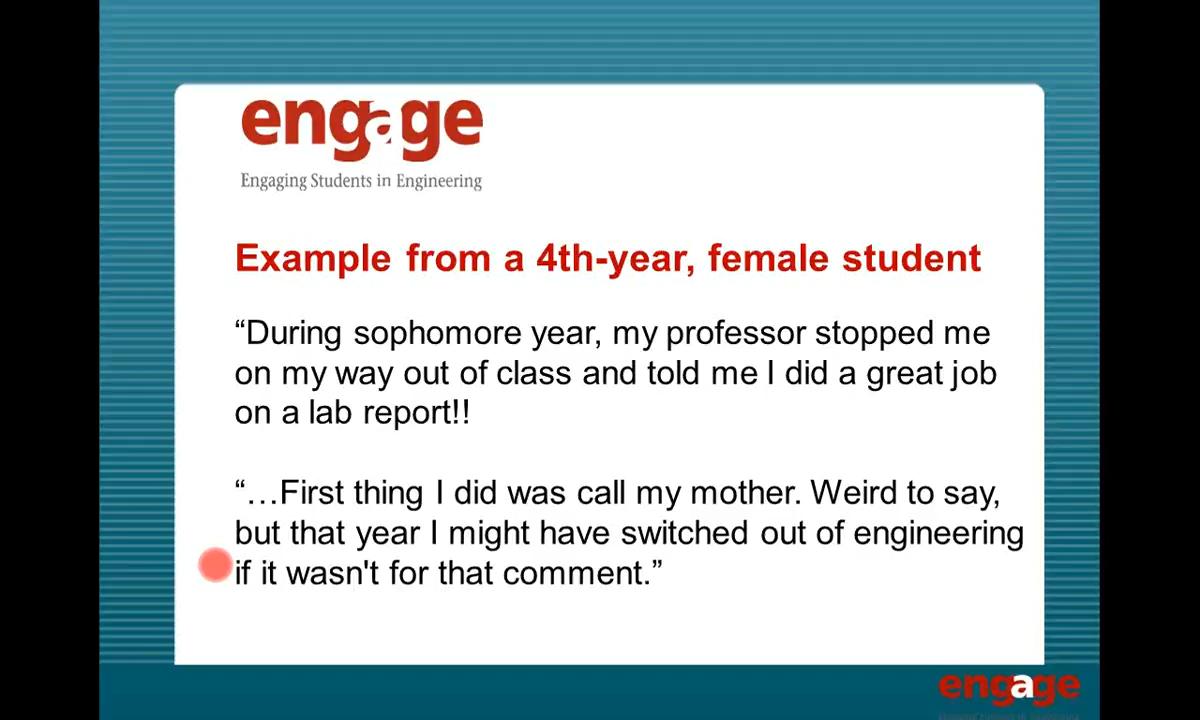 engage
Engaging Students in Engineering
Example from a 4th-year, female student
“During sophomore year, my professor stopped me
on my way out of class and told me I did a great job
on a lab report!!
“…First thing I did was call my mother. Weird to say,
but that year I might have switched out of engineering
if it wasn't for that comment.”
engage